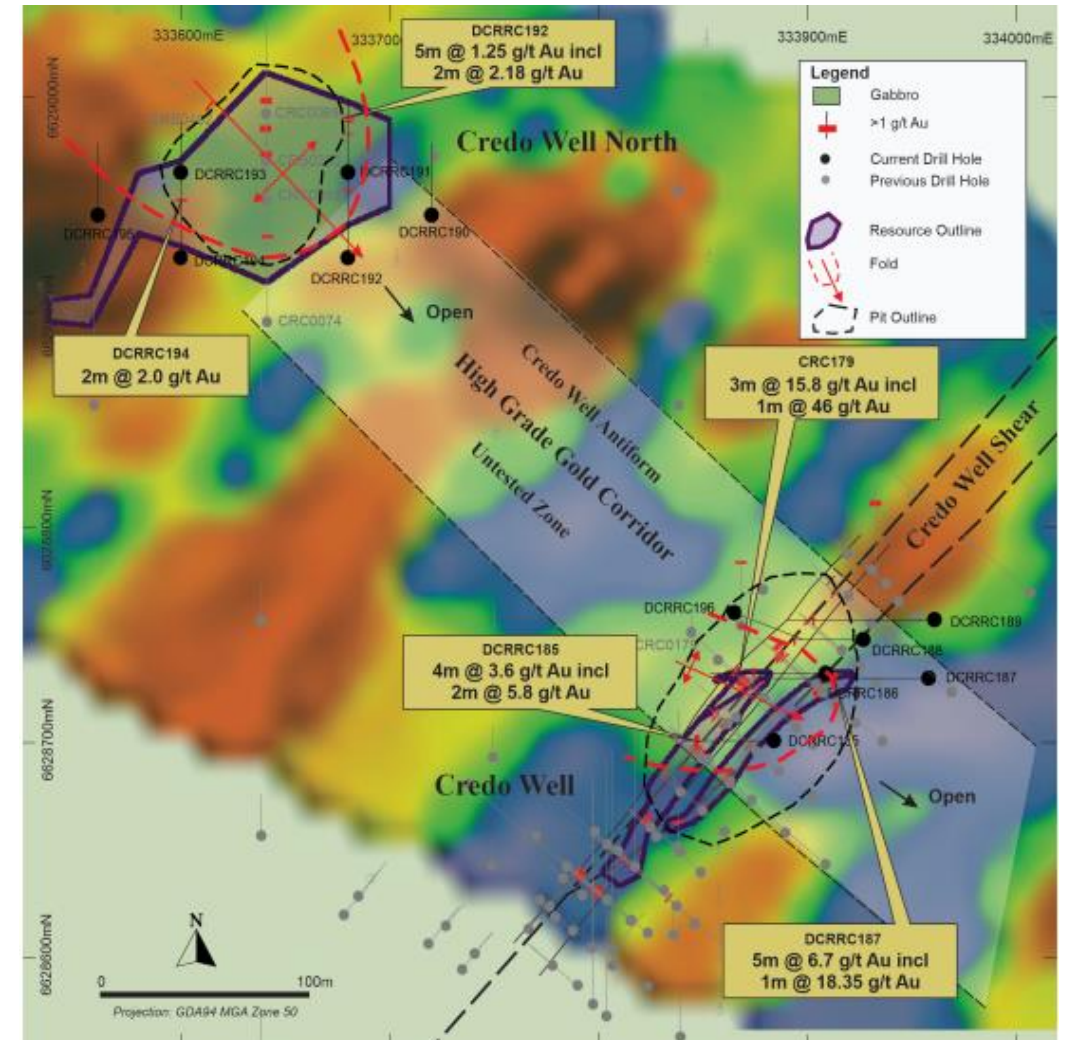 333600mE
333700
333900mE
334000mE
DCRRC192
5m @ 1.25 g/t Au incl
2m @ 2.18 g/t Au
Legend
Gabbro
>1 g/t Au
Current Drill Hole
Previous Drill Hole
Resource Outline
Fold
Pit Outline
6629000mN
Credo Well North
DCRRC193
DCRRC191
DCRRC195
DCRRC190
DCRRC194
DCRRC192
Open
CRC0074
DCRRC194
2m @ 2.0 g/t Au
CRC179
3m @ 15.8 g/t Au incl
1m @ 46 g/t Au
Credo Well Antiform
High Grade Gold Corridor
Untested Zone
Credo Well Shear
6628800mN
DCRRC196
DCRRC189
DCRRC188
DCRRC187
DCRRC186
DCRRC185
4m @ 3.6 g/t Au incl
2m @ 5.8 g/t Au
6628700mN
Credo Well
Open
DCRRC187
5m @ 6.7 g/t Au incl
1m @ 18.35 g/t Au
6628600mN
N
0
100m
Projection: GDA94 MGA Zone 50